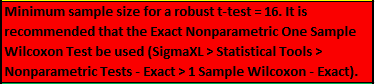 Minimum sample size for a robust t-test = 16. It is
recommended that the Exact Nonparametric One Sample
Wilcoxon Test be used (SigmaXL > Statistical Tools >
Nonparametric Tests - Exact > 1 Sample Wilcoxon - Exact).